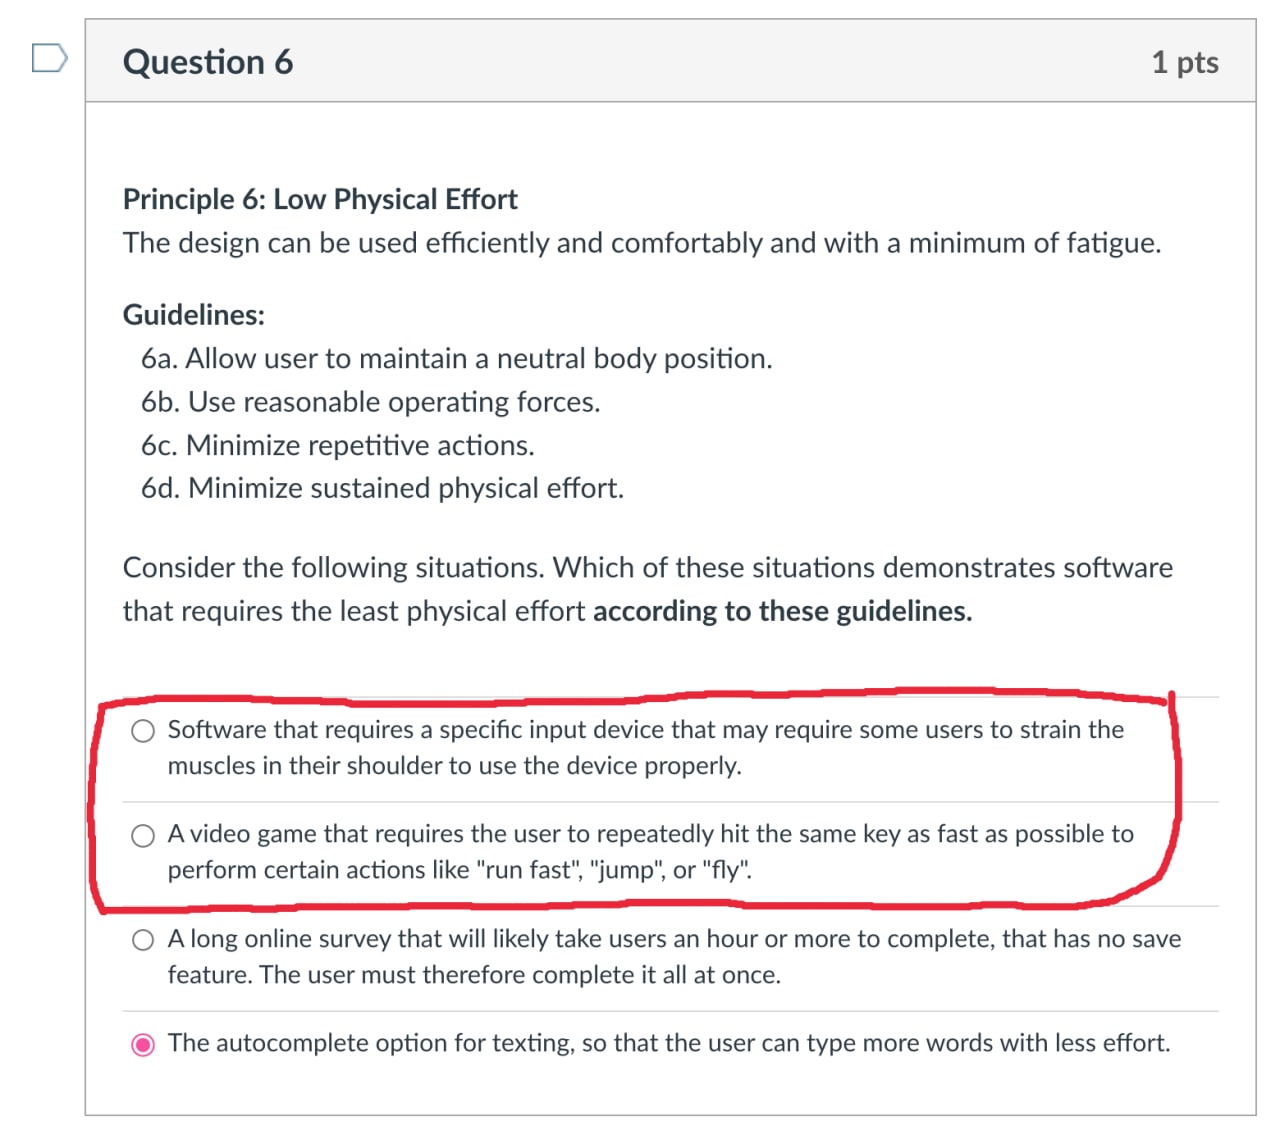 Question 6
1 pts
Principle 6: Low Physical Effort
The design can be used efficiently and comfortably and with a minimum of fatigue.
Guidelines:
6a. Allow user to maintain a neutral body position.
6b. Use reasonable operating forces.
6c. Minimize repetitive actions.
6d. Minimize sustained physical effort.
Consider the following situations. Which of these situations demonstrates software
that requires the least physical effort according to these guidelines.
Software that requires a specific input device that may require some users to strain the
muscles in their shoulder to use the device properly.
A video game that requires the user to repeatedly hit the same key as fast as possible to
perform certain actions like "run fast", "jump", or "fly".
A long online survey that will likely take users an hour or more to complete, that has no save
feature. The user must therefore complete it all at once.
The autocomplete option for texting, so that the user can type more words with less effort.